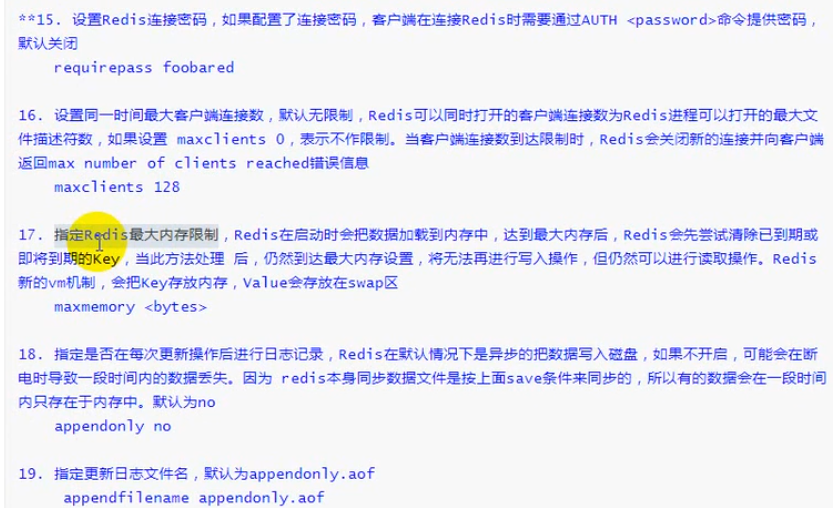 **15. 设置Redis连接密码，如果配置了连接密码，客户端在连接Redis时需要通过AUTH <password>命令提供密码，
默认关闭
requirepass foobared
16. 设置同一时间最大客户端连接数，默认无限制，Redis可以同时打开的客户端连接数为Redis进程可以打开的最大文
件描述符数，如果设置 maxclients 0，表示不作限制。当客户端连接数到达限制时，Redis会关闭新的连接并向客户端
返回max number of clients reached错误信息
maxclients 128
17. 指定Redis最大内存限制，Redis在启动时会把数据加载到内存中，达到最大内存后，Redis会先尝试清除已到期或
即将到期的Key，当此方法处理 后，仍然到达最大内存设置，将无法再进行写入操作，但仍然可以进行读取操作。Redis
新的vm机制，会把Key存放内存，Value会存放在swap区
maxmemory <bytes>
18. 指定是否在每次更新操作后进行日志记录，Redis在默认情况下是异步的把数据写入磁盘，如果不开启，可能会在断
电时导致一段时间内的数据丢失。因为 redis本身同步数据文件是按上面save条件来同步的，所以有的数据会在一段时间
内只存在于内存中。默认为no
appendonly no
19. 指定更新日志文件名，默认为appendonly.aof
appendfilename appendonly.aof